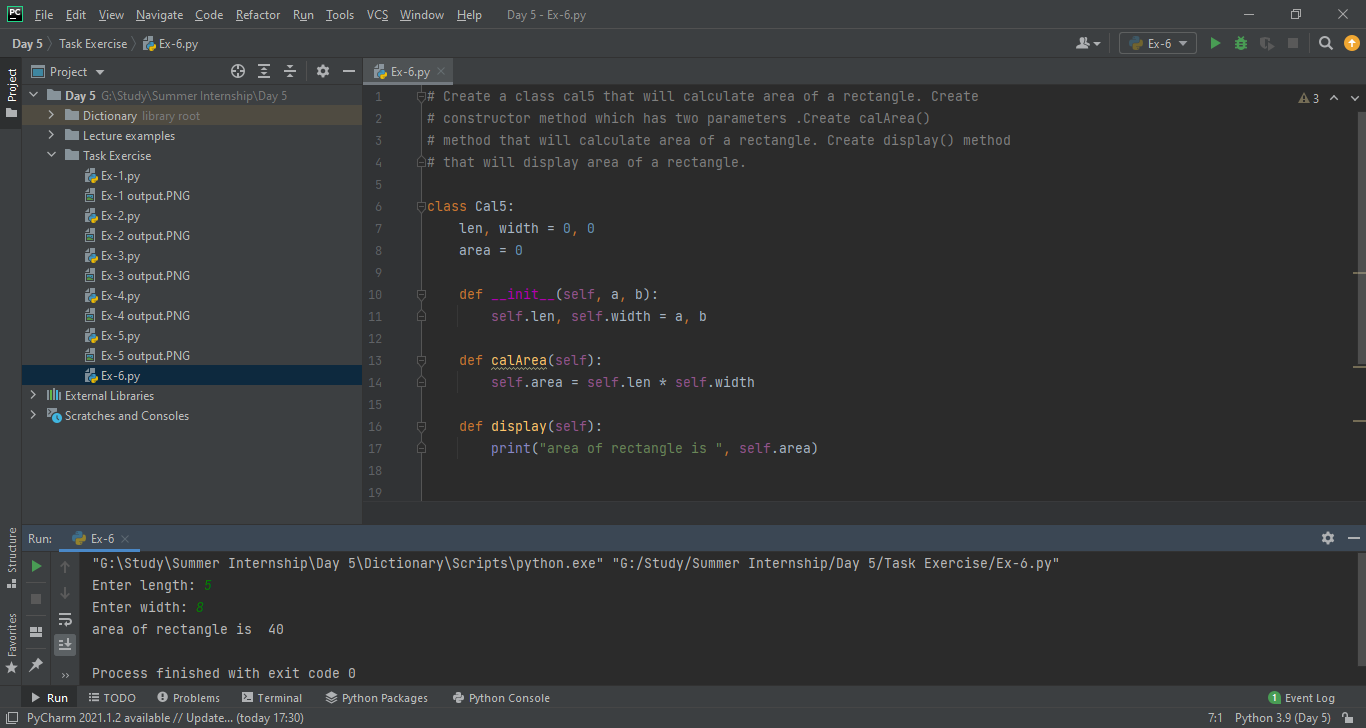 PC File Edit View Navigate Code Refactor Run Tools VCS Window Help Day 5 - Ex-6.py
Day 5 Task Exercise Ex-6.py
Ex-6
Project
Project
Day 5 G:\Study\Summer Internship\Day 5
Dictionary library root
Lecture examples
Task Exercise
Ex-1.py
Ex-1 output.PNG
Ex-2.py
Ex-2 output.PNG
Ex-3.py
Ex-3 output.PNG
Ex-4.py
Ex-4 output.PNG
Ex-5.py
Ex-5 output.PNG
Ex-6.py
External Libraries
Scratches and Consoles
Ex-6.py
3
1 # Create a class cal5 that will calculate area of a rectangle. Create
2 # constructor method which has two parameters .Create calArea()
3 # method that will calculate area of a rectangle. Create display() method
4 # that will display area of a rectangle.
5
6 class Cal5:
7 len, width = 0, 0
8 area = 0
9
10 def __init__(self, a, b):
11 self.len, self.width = a, b
12
13 def calArea(self):
14 self.area = self.len * self.width
15
16 def display(self):
17 print("area of rectangle is ", self.area)
18
19
Structure
Favorites
Run: Ex-6
"G:\Study\Summer Internship\Day 5\Dictionary\Scripts\python.exe" "G:/Study/Summer Internship/Day 5/Task Exercise/Ex-6.py"
Enter length: 5
Enter width: 8
area of rectangle is  40
Process finished with exit code 0
Run TODO Problems Terminal Python Packages Python Console 1 Event Log
PyCharm 2021.1.2 available // Update... (today 17:30) 7:1 Python 3.9 (Day 5)